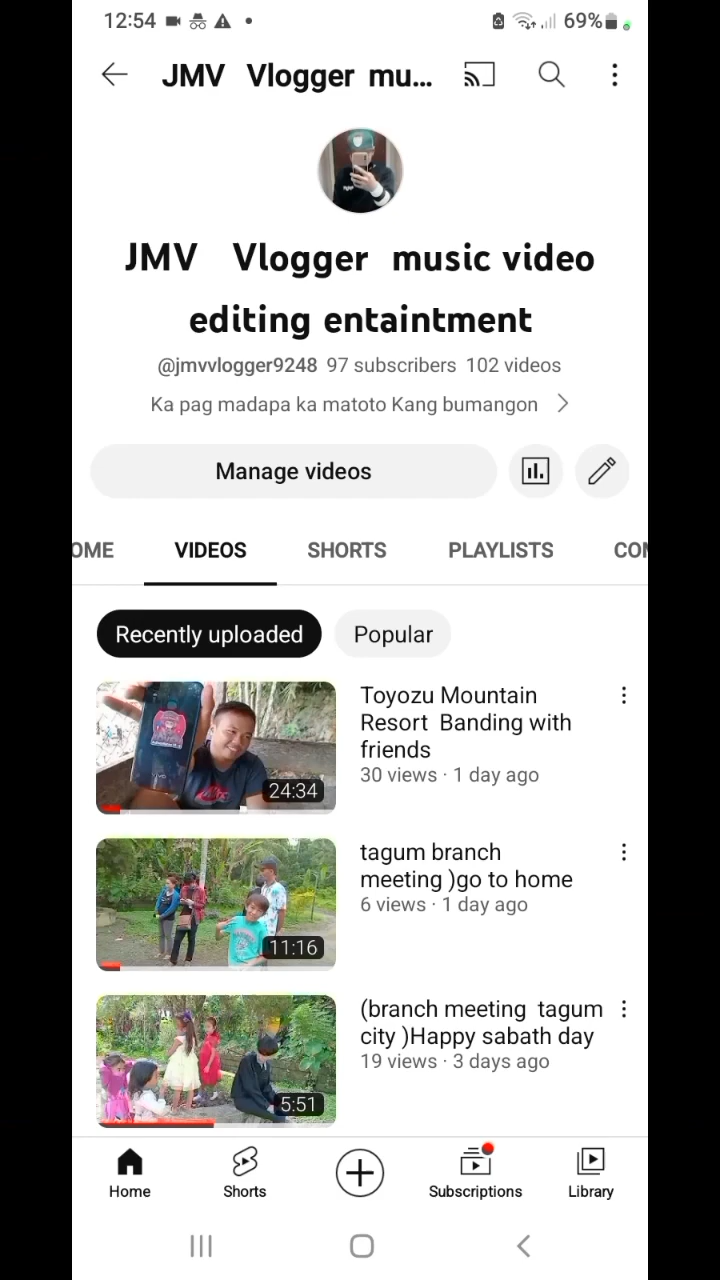 12:54
69%
JMV Vlogger mu...
JMV Vlogger music video
editing entaintment
@jmvvlogger9248 97 subscribers 102 videos
Ka pag madapa ka matoto Kang bumangon
Manage videos
OME VIDEOS SHORTS PLAYLISTS CO
Recently uploaded Popular
Toyozu Mountain
Resort Banding with
friends
30 views · 1 day ago
vivo
24:34
tagum branch
meeting )go to home
6 views · 1 day ago
11:16
(branch meeting tagum
city )Happy sabath day
19 views · 3 days ago
5:51
Home Shorts Subscriptions Library